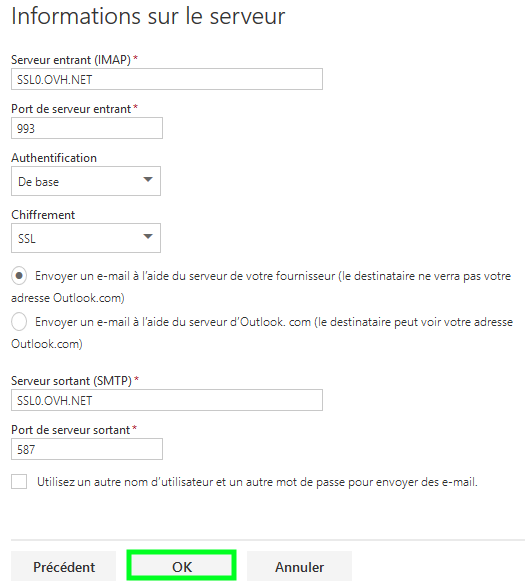 Informations sur le serveur
Serveur entrant (IMAP) *
SSL0.OVH.NET
Port de serveur entrant *
993
Authentification
De base
Chiffrement
SSL
Envoyer un e-mail à l'aide du serveur de votre fournisseur (le destinataire ne verra pas votre
adresse Outlook.com)
Envoyer un e-mail à l'aide du serveur d'Outlook. com (le destinataire peut voir votre adresse
Outlook.com)
Serveur sortant (SMTP) *
SSL0.OVH.NET
Port de serveur sortant *
587
Utilisez un autre nom d'utilisateur et un autre mot de passe pour envoyer des e-mail.
Précédent OK Annuler